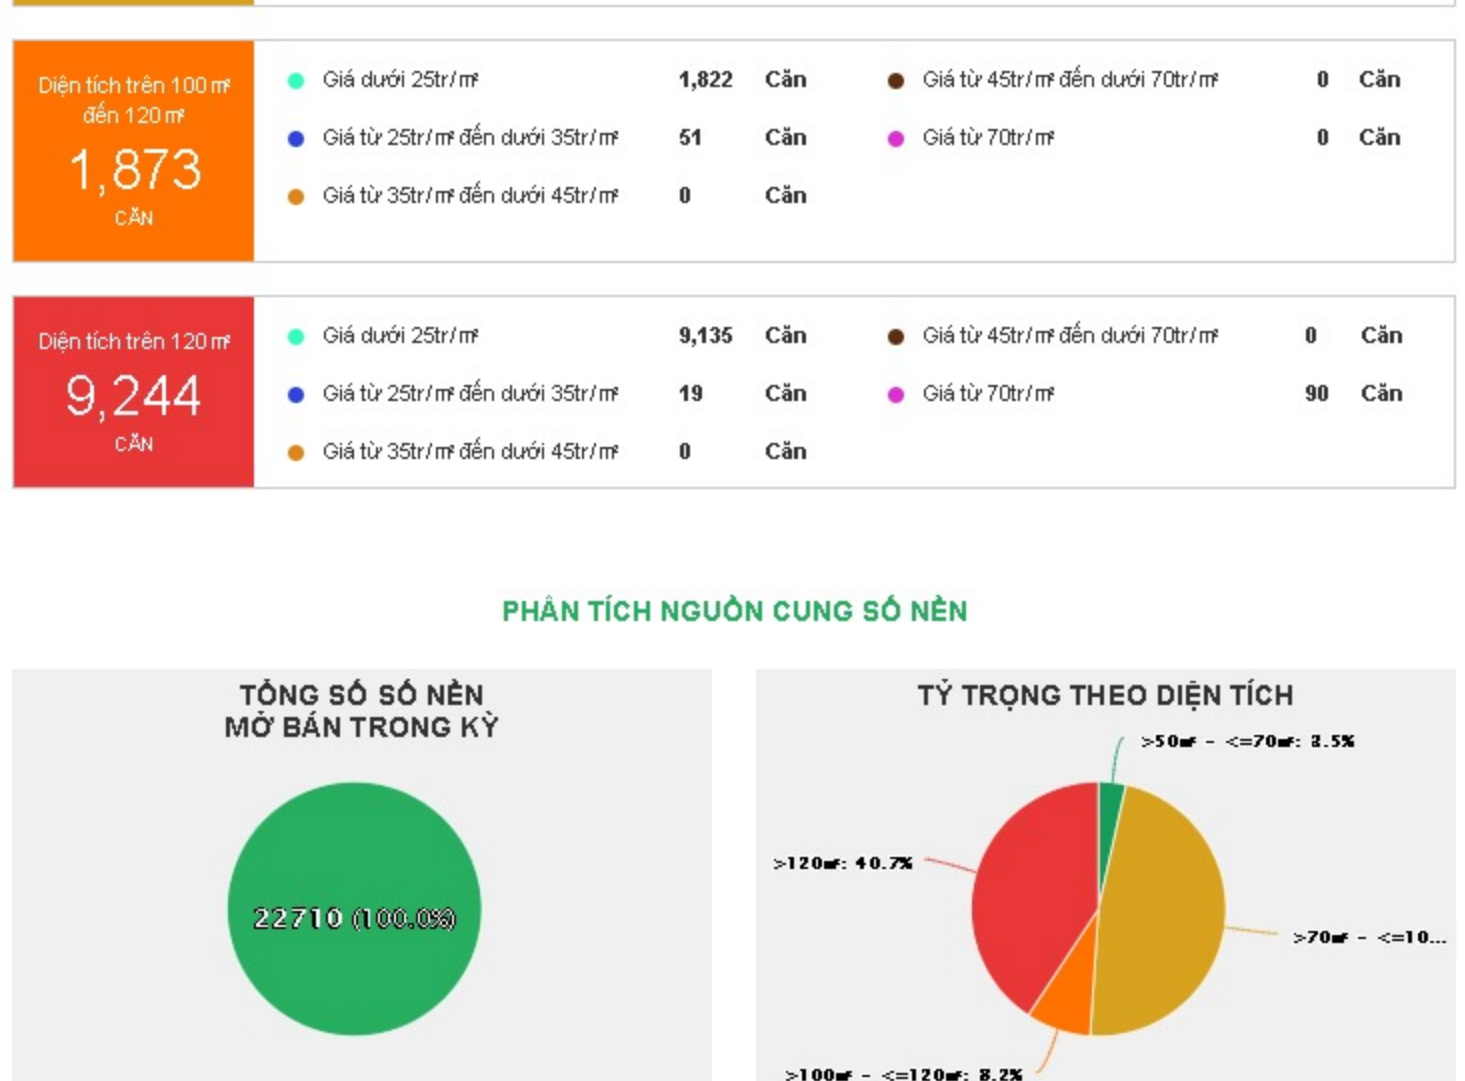 Diện tích trên 100 m²
đến 120 m²
1,873
CĂN
Giá dưới 25tr/m² 1,822 Căn
Giá từ 25tr/m² đến dưới 35tr/m² 51 Căn
Giá từ 35tr/m² đến dưới 45tr/m² 0 Căn
Giá từ 45tr/m² đến dưới 70tr/m² 0 Căn
Giá từ 70tr/m² 0 Căn
Diện tích trên 120 m²
9,244
CĂN
Giá dưới 25tr/m² 9,135 Căn
Giá từ 25tr/m² đến dưới 35tr/m² 19 Căn
Giá từ 35tr/m² đến dưới 45tr/m² 0 Căn
Giá từ 45tr/m² đến dưới 70tr/m² 0 Căn
Giá từ 70tr/m² 90 Căn
PHÂN TÍCH NGUỒN CUNG SỐ NỀN
TỔNG SỐ SỐ NỀN
MỞ BÁN TRONG KỲ
22710 (100.0%)
TỶ TRỌNG THEO DIỆN TÍCH
>50m² - <=70m²:
>120m²: 40.7%
>70m² - <=10...
>100m² - <=120m²: 8.2%